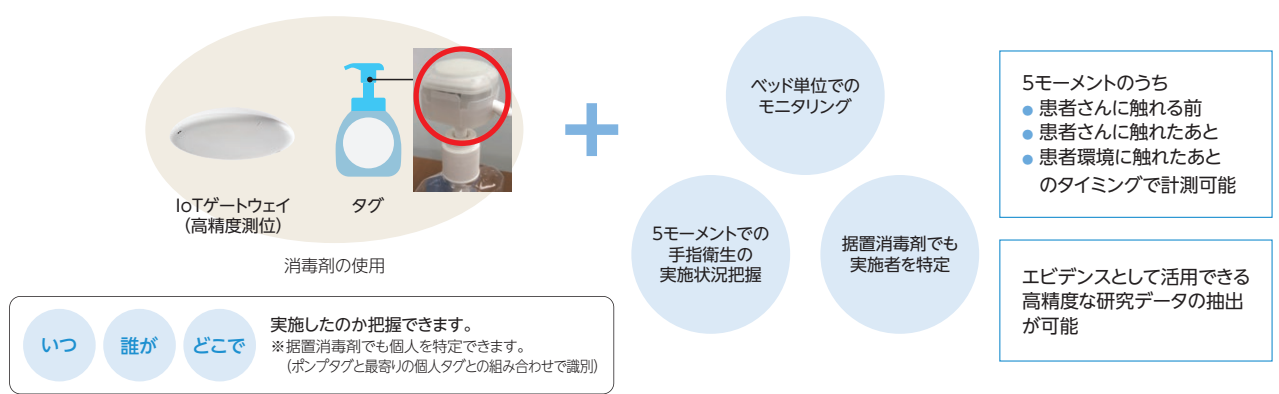 IoTゲートウェイ
(高精度測位)
タグ
消毒剤の使用
いつ
誰が
どこで
実施したのか把握できます。
※据置消毒剤でも個人を特定できます。
(ポンプタグと最寄りの個人タグとの組み合わせで識別)
+
ベッド単位での
モニタリング
5モーメントでの
手指衛生の
実施状況把握
据置消毒剤でも
実施者を特定
5モーメントのうち
● 患者さんに触れる前
● 患者さんに触れたあと
● 患者環境に触れたあと
のタイミングで計測可能
エビデンスとして活用できる
高精度な研究データの抽出
が可能